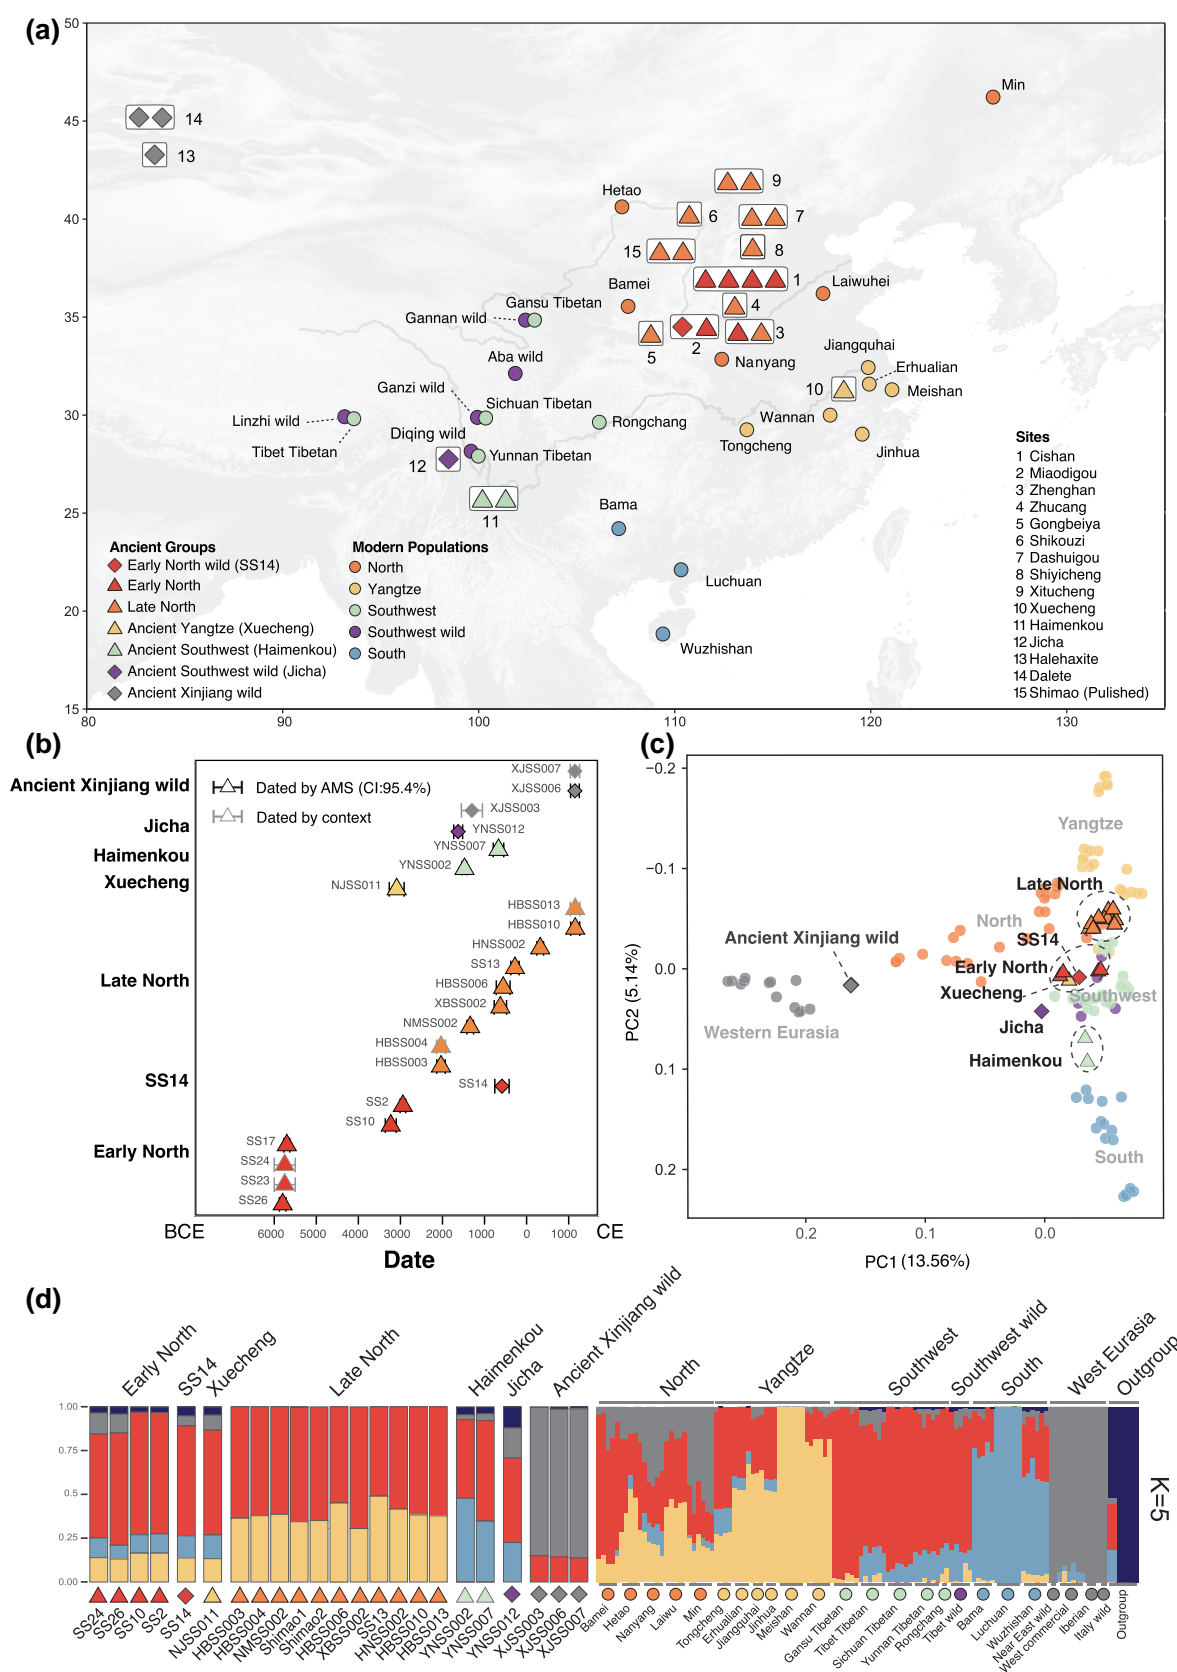 (a)
50
45
40
35
30
25
20
15
80
90
100
110
120
130
Min
14
13
Hetao
9
6
7
15
8
1
Bamei
Laiwuhei
Gansu Tibetan
Gannan wild
4
5
2
3
Nanyang
Aba wild
Jiangquhai
Erhualian
10
Meishan
Ganzi wild
Sichuan Tibetan
Linzhi wild
Tibet Tibetan
Diqing wild
Rongchang
Wannan
Tongcheng
Jinhua
12
Yunnan Tibetan
11
Bama
Luchuan
Wuzhishan
Ancient Groups
Early North wild (SS14)
Early North
Late North
Ancient Yangtze (Xuecheng)
Ancient Southwest (Haimenkou)
Ancient Southwest wild (Jicha)
Ancient Xinjiang wild
Modern Populations
North
Yangtze
Southwest
Southwest wild
South
Sites
1 Cishan
2 Miaodigou
3 Zhenghan
4 Zhucang
5 Gongbeiya
6 Shikouzi
7 Dashuigou
8 Shiyicheng
9 Xitucheng
10 Xuecheng
11 Haimenkou
12 Jicha
13 Halehaxite
14 Dalete
15 Shimao (Pulished)
(b)
Ancient Xinjiang wild
Jicha
Haimenkou
Xuecheng
Late North
SS14
Early North
Dated by AMS (CI:95.4%)
Dated by context
XJSS007
XJSS006
XJSS003
YNSS012
YNSS007
YNSS002
NJSS011
HBSS013
HBSS010
HNSS002
SS13
HBSS006
XBSS002
NMSS002
HBSS004
HBSS003
SS14
SS2
SS10
SS17
SS24
SS23
SS26
BCE
6000
5000
4000
3000
2000
1000
0
1000
CE
Date
(c)
−0.2
−0.1
0.0
0.1
0.2
PC2 (5.14%)
0.2
0.1
0.0
PC1 (13.56%)
Yangtze
Late North
North
SS14
Ancient Xinjiang wild
Early North
Xuecheng
Southwest
Western Eurasia
Jicha
Haimenkou
South
(d)
Early North
SS14
Xuecheng
Late North
Haimenkou
Jicha
Ancient Xinjiang wild
North
Yangtze
Southwest
Southwest wild
South
West Eurasia
Outgroup
1.00
0.75
0.5
0.25
0.00
K=5
SS24
SS26
SS10
SS2
SS14
NJSS011
HBSS003
HBSS004
NMSS002
Shimao1
Shimao2
HBSS006
XBSS002
SS13
HNSS002
HBSS010
HBSS013
YNSS002
YNSS007
YNSS012
XJSS003
XJSS006
XJSS007
Bamei
Hetao
Nanyang
Laiwu
Min
Tongcheng
Erhualian
Jiangquhai
Jinhua
Meishan
Wannan
Gansu Tibetan
Tibet Tibetan
Sichuan Tibetan
Yunnan Tibetan
Rongchang
Tibet wild
Bama
Luchuan
Wuzhishan
Near East wild
West commercial
Iberian
Italy wild
Outgroup